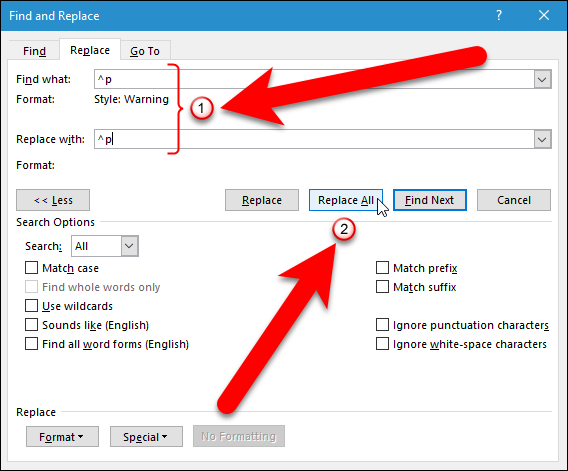 Find and Replace ?
Find Replace Go To
Find what: ^p
Format: Style: Warning
1
Replace with: ^p
Format:
<< Less Replace Replace All Find Next Cancel
Search Options
2
Search: All
Match case Match prefix
Find whole words only Match suffix
Use wildcards
Sounds like (English) Ignore punctuation characters
Find all word forms (English) Ignore white-space characters
Replace
Format Special No Formatting